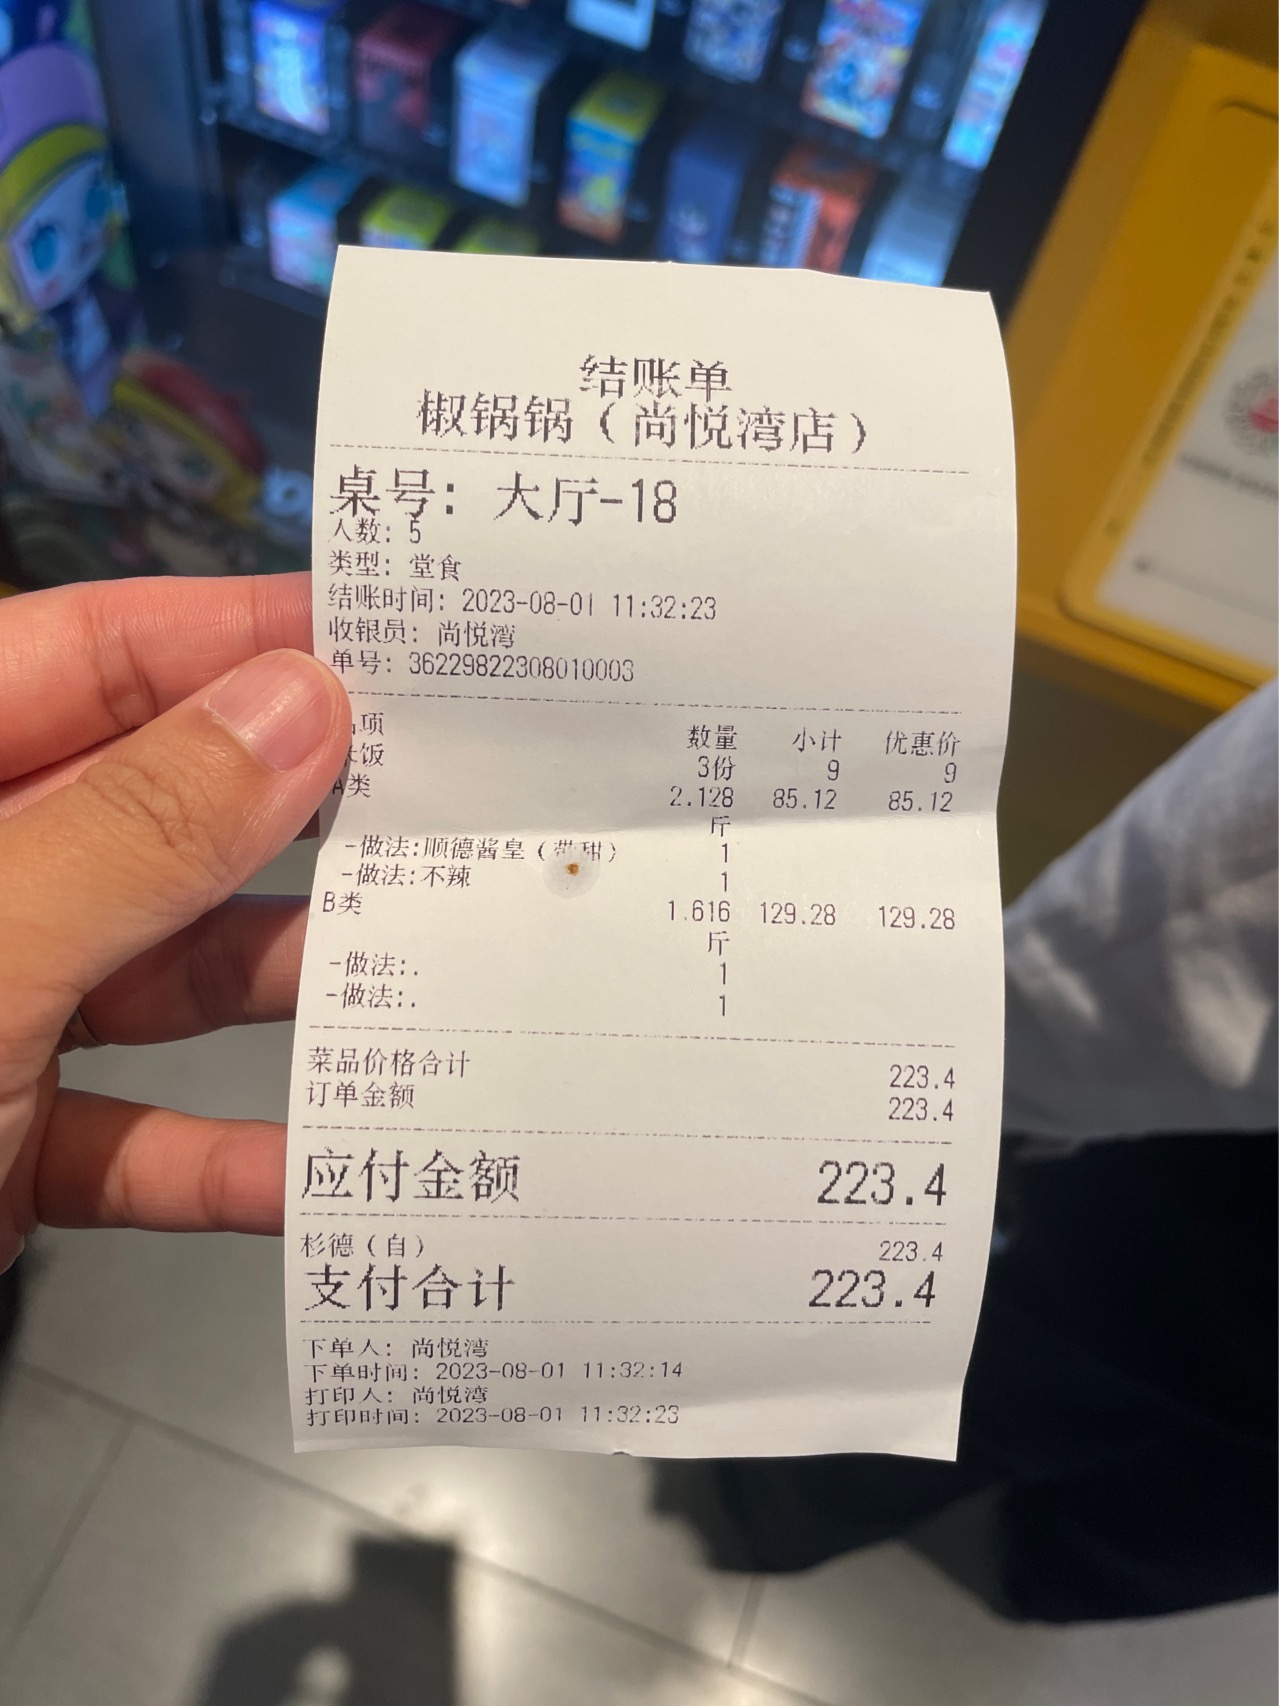 结账单
椒锅锅（尚悦湾店）
桌号: 大厅-18
人数: 5
类型: 堂食
结账时间: 2023-08-01 11:32:23
收银员: 尚悦湾
单号: 36229822308010003
品项 数量 小计 优惠价
米饭 3份 9 9
A类 2.128 85.12 85.12
斤
-做法:顺德酱皇（带甜） 1
-做法:不辣 1
B类 1.616 129.28 129.28
斤
-做法:. 1
-做法:. 1
菜品价格合计 223.4
订单金额 223.4
应付金额 223.4
杉德（自） 223.4
支付合计 223.4
下单人: 尚悦湾
下单时间: 2023-08-01 11:32:14
打印人: 尚悦湾
打印时间: 2023-08-01 11:32:23